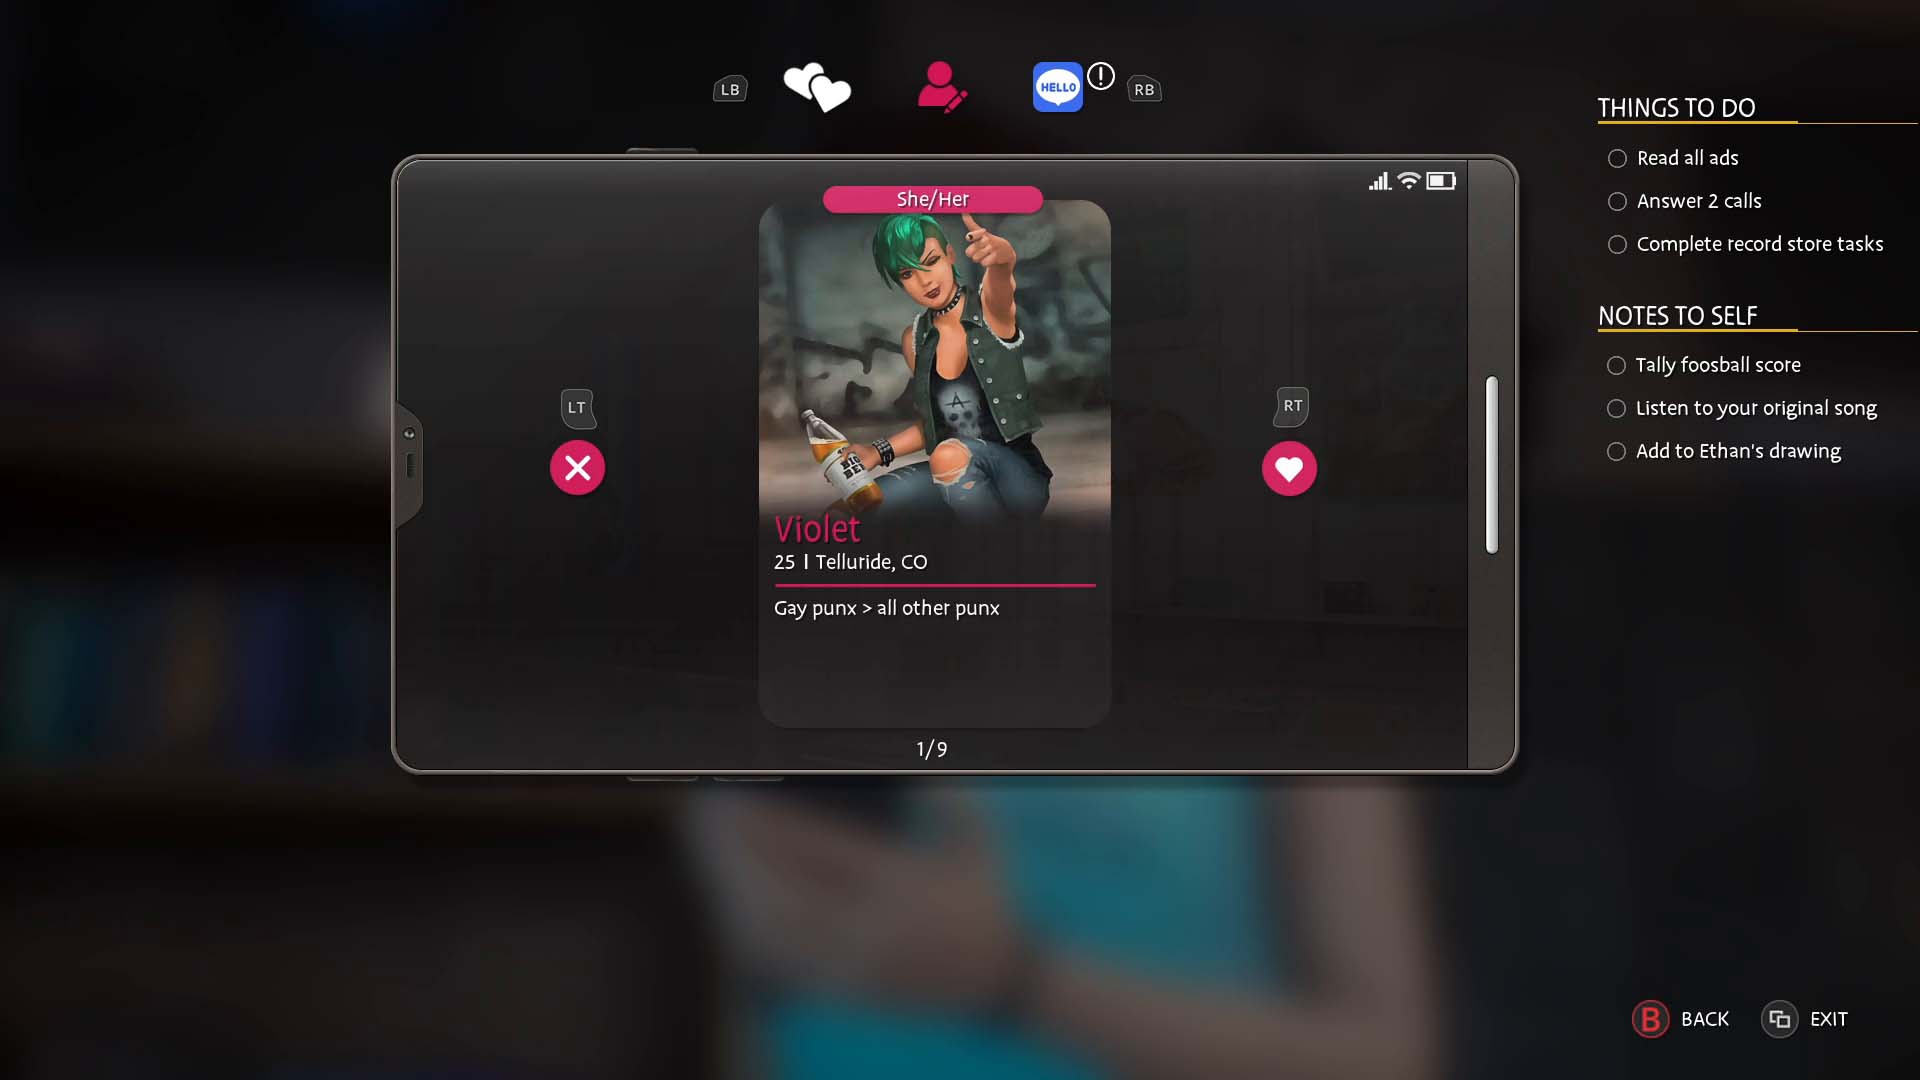 LB
HELLO
RB
THINGS TO DO
Read all ads
Answer 2 calls
Complete record store tasks
NOTES TO SELF
Tally foosball score
Listen to your original song
Add to Ethan's drawing
She/Her
LT
RT
Violet
25 | Telluride, CO
Gay punx > all other punx
1/9
B BACK
EXIT